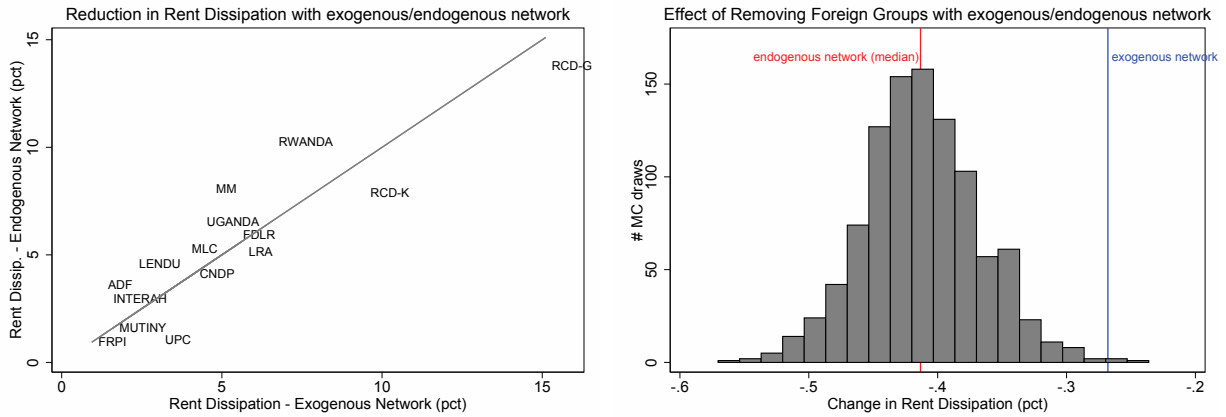 Reduction in Rent Dissipation with exogenous/endogenous network
Rent Dissip. - Endogenous Network (pct)
15
10
5
0
RCD-G
RWANDA
MM
RCD-K
UGANDA
FDLR
MLC
LRA
LENDU
CNDP
ADF
INTERAH
MUTINY
FRPI
UPC
0 5 10 15
Rent Dissipation - Exogenous Network (pct)
Effect of Removing Foreign Groups with exogenous/endogenous network
endogenous network (median)
exogenous network
# MC draws
150
100
50
0
-.6 -.5 -.4 -.3 -.2
Change in Rent Dissipation (pct)